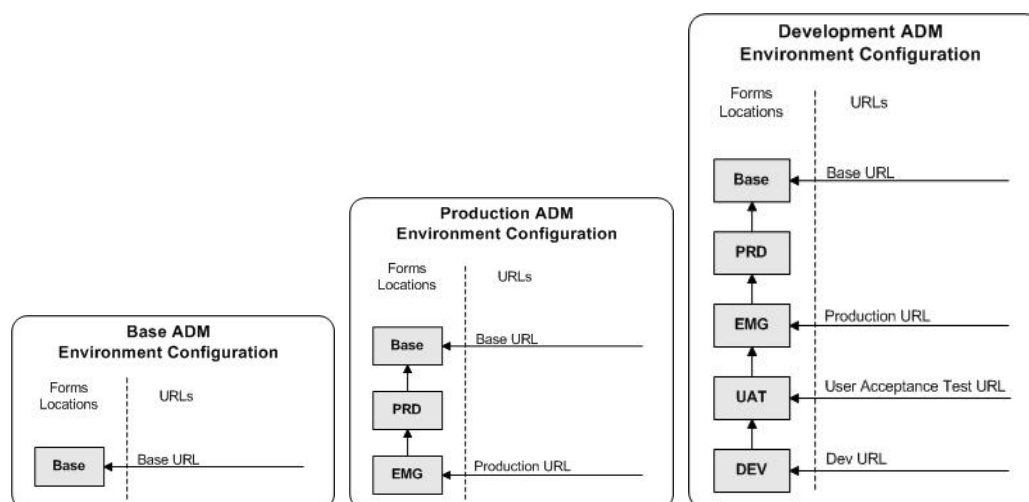 Base ADM
Environment Configuration
Forms
Locations
URLs
Base
Base URL
Production ADM
Environment Configuration
Forms
Locations
URLs
Base
Base URL
PRD
EMG
Production URL
Development ADM
Environment Configuration
Forms
Locations
URLs
Base
Base URL
PRD
EMG
Production URL
UAT
User Acceptance Test URL
DEV
Dev URL